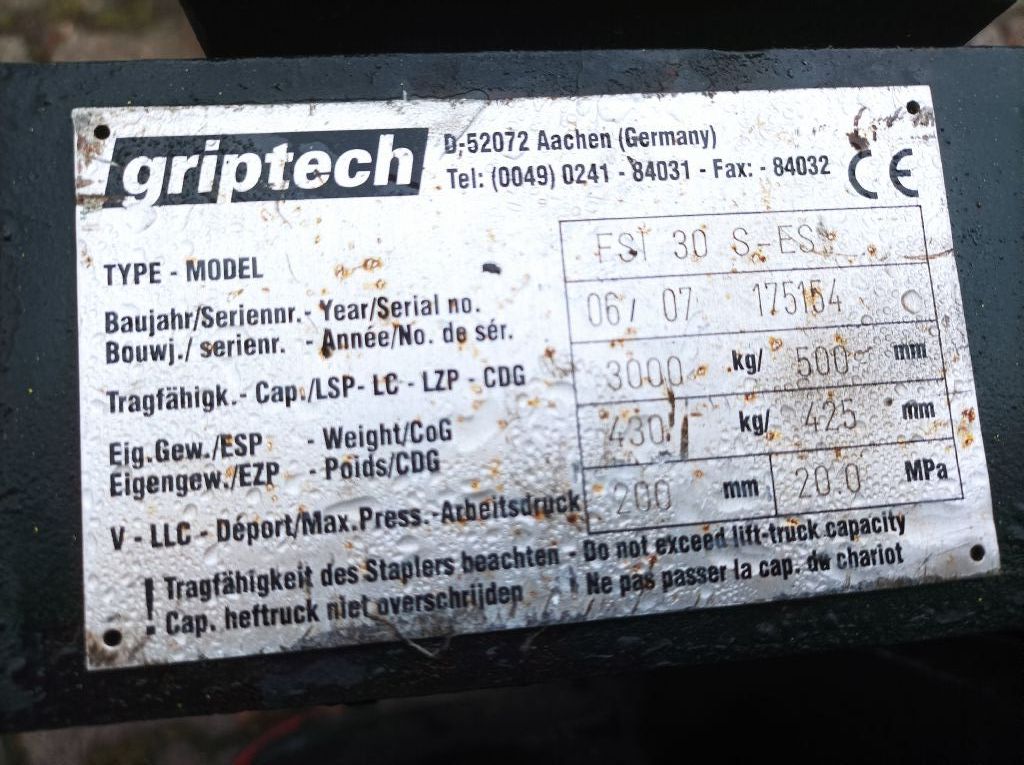 griptech
D-52072 Aachen (Germany)
Tel: (0049) 0241 - 84031 - Fax: - 84032
CE
TYPE - MODEL
FST 30 S-ES
Baujahr/Seriennr.- Year/Serial no.
Bouwj./ serienr. - Année/No. de sér.
06/ 07 175154
Tragfähigk.- Cap./LSP- LC - LZP - CDG
3000 kg/ 500 mm
Eig.Gew./ESP - Weight/CoG
Eigengew./EZP - Poids/CDG
430 kg/ 425 mm
V - LLC - Déport/Max.Press.-Arbeitsdruck
200 mm 20.0 MPa
! Tragfähigkeit des Staplers beachten - Do not exceed lift-truck capacity
Cap. heftruck niet overschrijden ! Ne pas passer la cap. du chariot